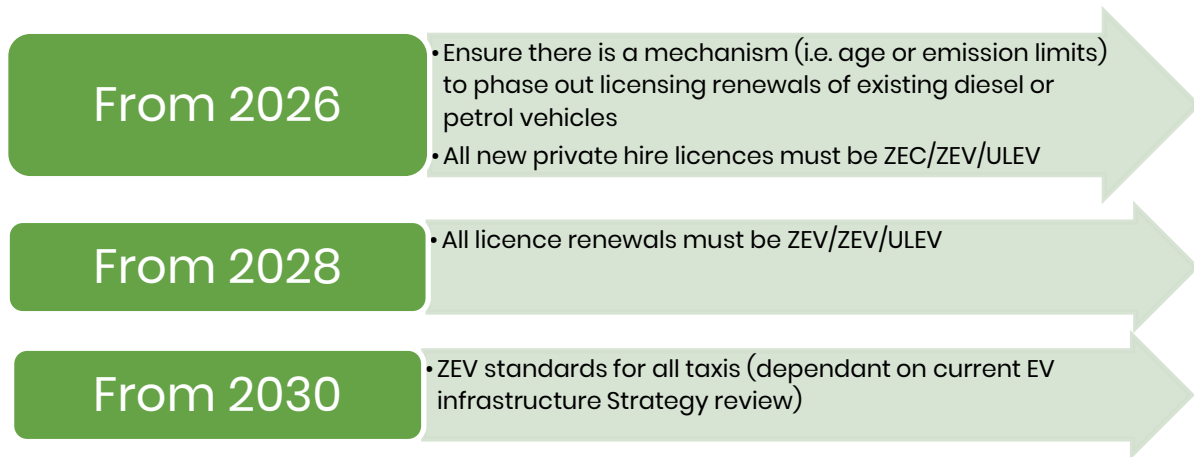 From 2026
• Ensure there is a mechanism (i.e. age or emission limits)
to phase out licensing renewals of existing diesel or
petrol vehicles
• All new private hire licences must be ZEC/ZEV/ULEV
From 2028
• All licence renewals must be ZEV/ZEV/ULEV
From 2030
• ZEV standards for all taxis (dependant on current EV
infrastructure Strategy review)